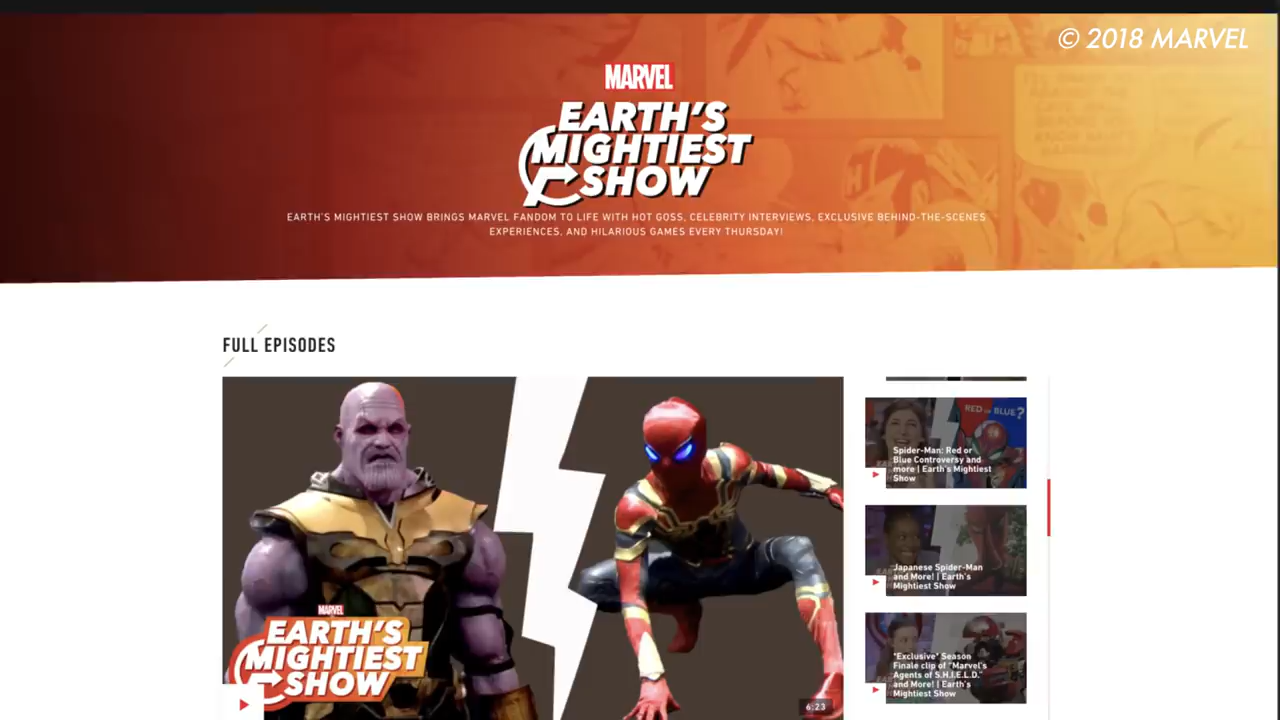 © 2018 MARVEL
MARVEL
EARTH'S
MIGHTIEST
SHOW
EARTH'S MIGHTIEST SHOW BRINGS MARVEL FANDOM TO LIFE WITH HOT GOSS, CELEBRITY INTERVIEWS, EXCLUSIVE BEHIND-THE-SCENES
EXPERIENCES, AND HILARIOUS GAMES EVERY THURSDAY!
FULL EPISODES
MARVEL
EARTH'S
MIGHTIEST
SHOW
6:23
RED OR BLUE?
Spider-Man: Red or
Blue Controversy and
more | Earth's Mightiest
Show
Japanese Spider-Man
and More! | Earth's
Mightiest Show
"Exclusive" Season
Finale clip of "Marvel's
Agents of S.H.I.E.L.D."
and More! | Earth's
Mightiest Show